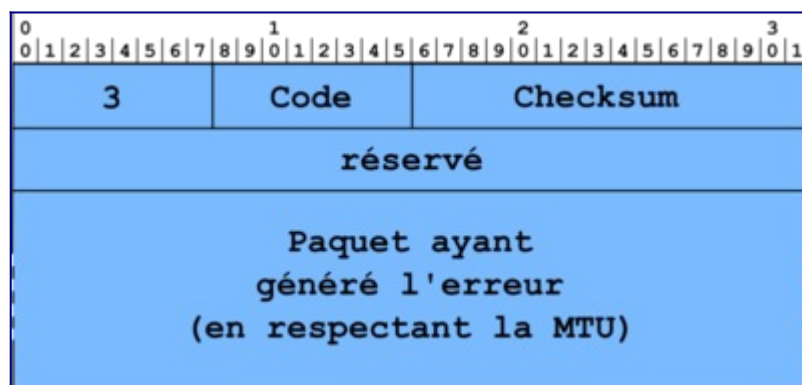 0 1 2 3
0 1 2 3 4 5 6 7 8 9 0 1 2 3 4 5 6 7 8 9 0 1 2 3 4 5 6 7 8 9 0 1
3 Code Checksum
réservé
Paquet ayant
généré l'erreur
(en respectant la MTU)